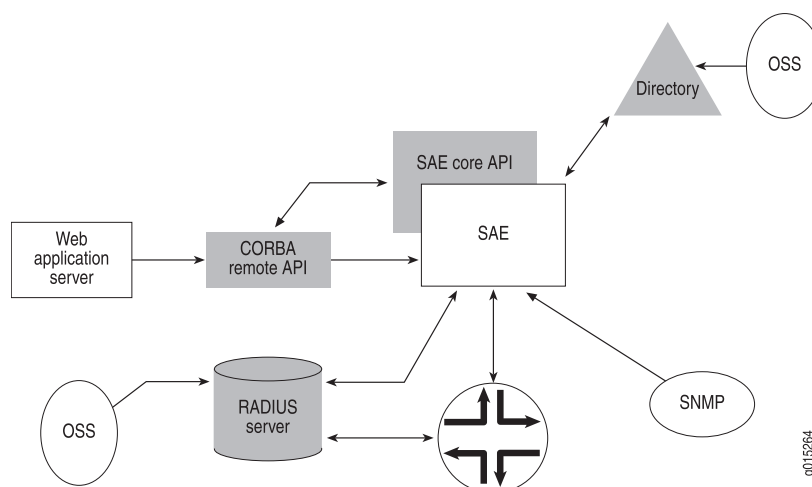 OSS
Directory
SAE core API
SAE
Web
application
server
CORBA
remote API
RADIUS
server
OSS
SNMP
g015264